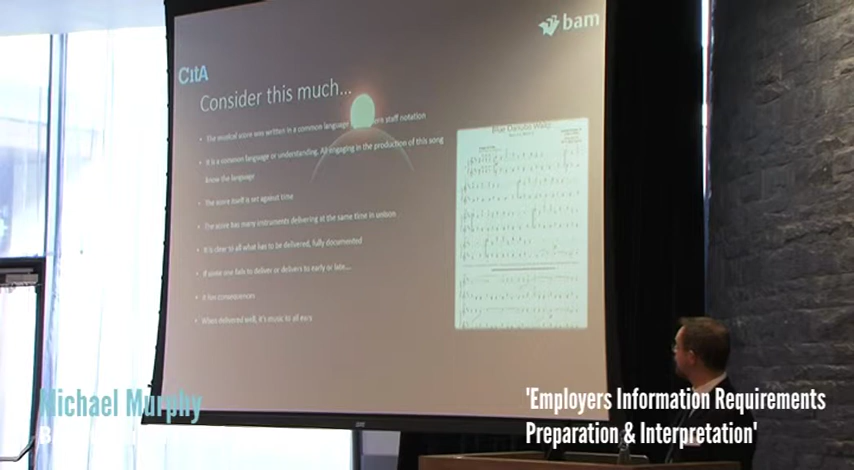 bam
CitA
Consider this much...
The musical score was written in a common language staff notation
It is a common language or understanding. All engaging in the production of this song
know the language
The score itself is set against time
The score has many instruments delivering at the same time in unison
It is clear to all what has to be delivered, fully documented
If some one fails to deliver or delivers to early or late...
It has consequences
When delivered well, it's music to all ears
Blue Danube Waltz
Michael Murphy
B
'Employers Information Requirements
Preparation & Interpretation'